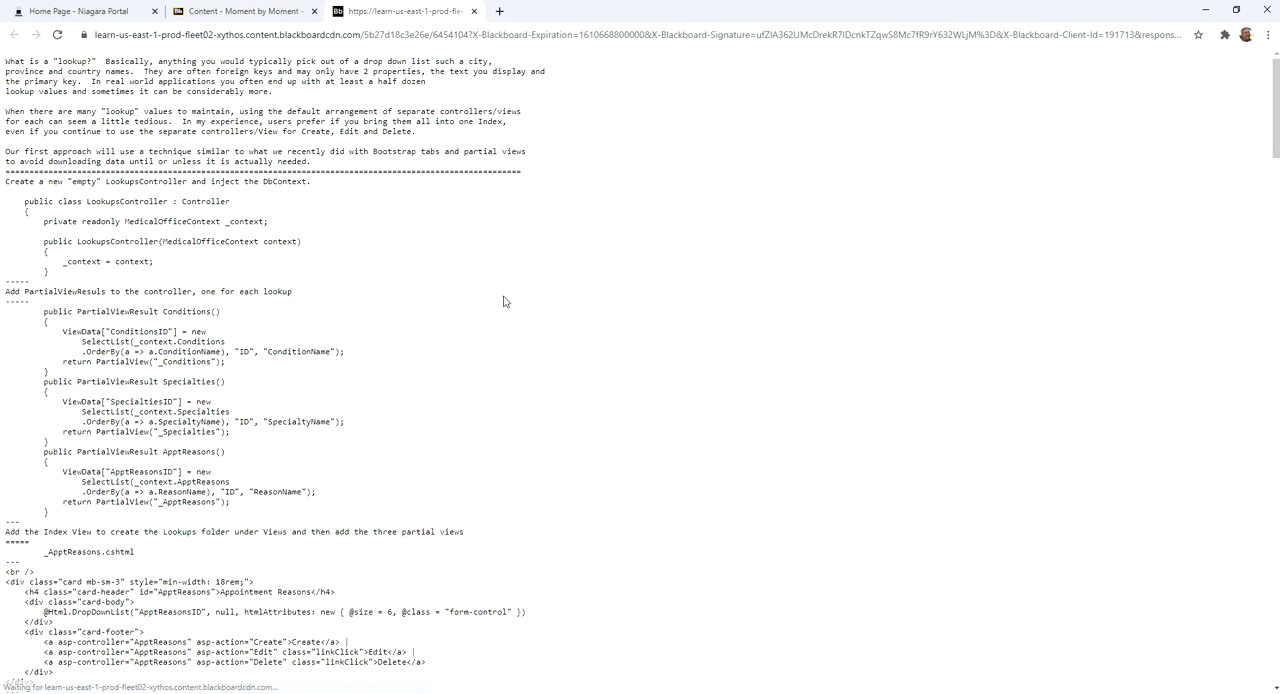 Home Page - Niagara Portal
Content - Moment by Moment -
https://learn-us-east-1-prod-flee
learn-us-east-1-prod-fleet02-xythos.content.blackboardcdn.com/5b27d18c3e26e/6454104?X-Blackboard-Expiration=1610668800000&X-Blackboard-Signature=ufZIA362UMcDrekR7IDcnkTZqwS8Mc7fR9rY632WLjM%3D&X-Blackboard-Client-Id=191713&respons...
What is a "lookup?"  Basically, anything you would typically pick out of a drop down list such a city,
province and country names.  They are often foreign keys and may only have 2 properties, the text you display and
the primary key.  In real world applications you often end up with at least a half dozen
lookup values and sometimes it can be considerably more.
When there are many "lookup" values to maintain, using the default arrangement of separate controllers/views
for each can seem a little tedious.  In my experience, users prefer if you bring them all into one Index,
even if you continue to use the separate controllers/View for Create, Edit and Delete.
Our first approach will use a technique similar to what we recently did with Bootstrap tabs and partial views
to avoid downloading data until or unless it is actually needed.
===========================================================================================================
Create a new "empty" LookupsController and inject the DbContext.
public class LookupsController : Controller
{
private readonly MedicalOfficeContext _context;
public LookupsController(MedicalOfficeContext context)
{
_context = context;
}
-----
Add PartialViewResuls to the controller, one for each lookup
-----
public PartialViewResult Conditions()
{
ViewData["ConditionsID"] = new
SelectList(_context.Conditions
.OrderBy(a => a.ConditionName), "ID", "ConditionName");
return PartialView("_Conditions");
}
public PartialViewResult Specialties()
{
ViewData["SpecialtiesID"] = new
SelectList(_context.Specialties
.OrderBy(a => a.SpecialtyName), "ID", "SpecialtyName");
return PartialView("_Specialties");
}
public PartialViewResult ApptReasons()
{
ViewData["ApptReasonsID"] = new
SelectList(_context.ApptReasons
.OrderBy(a => a.ReasonName), "ID", "ReasonName");
return PartialView("_ApptReasons");
}
---
Add the Index View to create the Lookups folder under Views and then add the three partial views
=====
_ApptReasons.cshtml
---
<br />
<div class="card mb-sm-3" style="min-width: 18rem;">
<h4 class="card-header" id="ApptReasons">Appointment Reasons</h4>
<div class="card-body">
@Html.DropDownList("ApptReasonsID", null, htmlAttributes: new { @size = 6, @class = "form-control" })
</div>
<div class="card-footer">
<a asp-controller="ApptReasons" asp-action="Create">Create</a> |
<a asp-controller="ApptReasons" asp-action="Edit" class="linkClick">Edit</a> |
<a asp-controller="ApptReasons" asp-action="Delete" class="linkClick">Delete</a>
</div>
Waiting for learn-us-east-1-prod-fleet02-xythos.content.blackboardcdn.com...